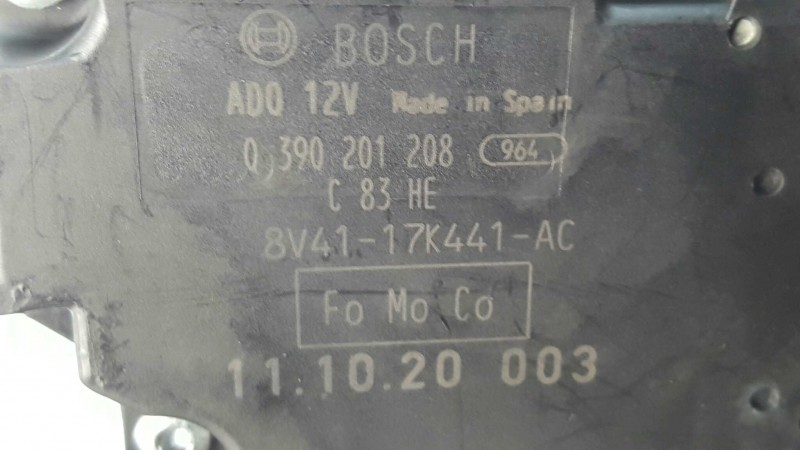 BOSCH
ADQ 12V Made in Spain
0 390 201 208 964
C 83 HE
8V41-17K441-AC
Fo Mo Co
11.10.20 003